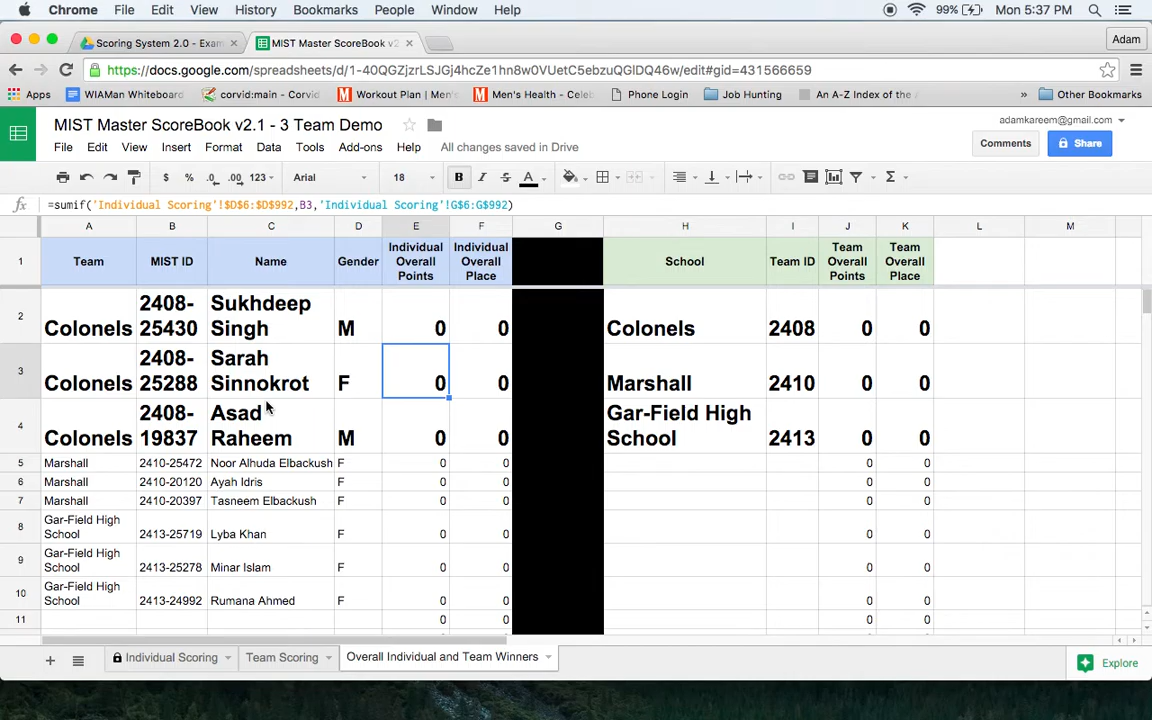 Chrome File Edit View History Bookmarks People Window Help 99% Mon 5:37 PM
Scoring System 2.0 - Exam × MIST Master ScoreBook v2 × Adam
https://docs.google.com/spreadsheets/d/1-40QGZjzrLSJGj4hcZe1hn8w0VUetC5ebzuQGlDQ46w/edit#gid=431566659
Apps WIAMan Whiteboard corvid:main - Corvid Workout Plan | Men's Men's Health - Celeb Phone Login Job Hunting An A-Z Index of the » Other Bookmarks
MIST Master ScoreBook v2.1 - 3 Team Demo adamkareem@gmail.com
File Edit View Insert Format Data Tools Add-ons Help All changes saved in Drive Comments Share
$ % .0 .00 123 Arial 18 B I S A Σ
fx =sumif('Individual Scoring'!$D$6:$D$992,B3,'Individual Scoring'!G$6:G$992)
A B C D E F G H I J K L M
1 Team MIST ID Name Gender Individual Overall Points Individual Overall Place School Team ID Team Overall Points Team Overall Place
2 Colonels 2408-25430 Sukhdeep Singh M 0 0 Colonels 2408 0 0
3 Colonels 2408-25288 Sarah Sinnokrot F 0 0 Marshall 2410 0 0
4 Colonels 2408-19837 Asad Raheem M 0 0 Gar-Field High School 2413 0 0
5 Marshall 2410-25472 Noor Alhuda Elbackush F 0 0 0 0
6 Marshall 2410-20120 Ayah Idris F 0 0 0 0
7 Marshall 2410-20397 Tasneem Elbackush F 0 0 0 0
8 Gar-Field High School 2413-25719 Lyba Khan F 0 0 0 0
9 Gar-Field High School 2413-25278 Minar Islam F 0 0 0 0
10 Gar-Field High School 2413-24992 Rumana Ahmed F 0 0 0 0
11 0 0 0 0
+ Individual Scoring Team Scoring Overall Individual and Team Winners Explore